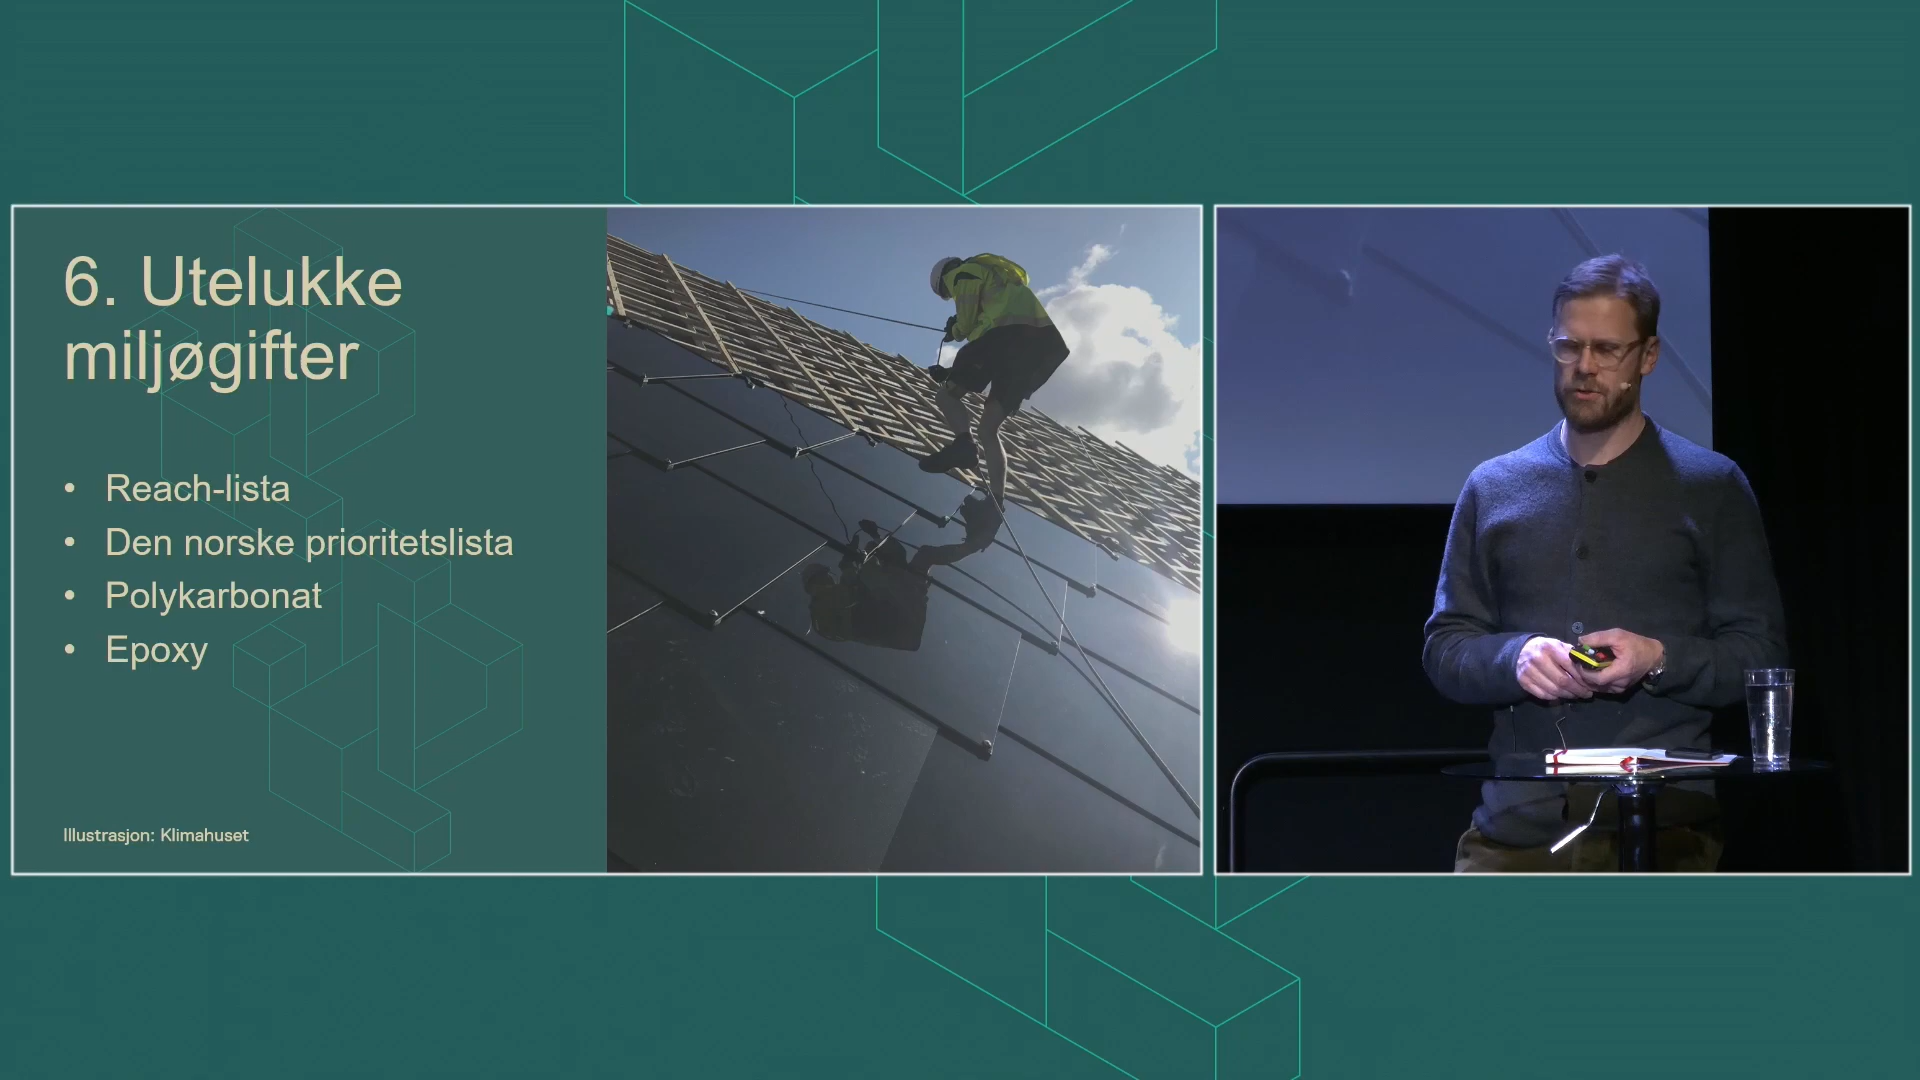 6. Utelukke
miljøgifter
• Reach-lista
• Den norske prioritetslista
• Polykarbonat
• Epoxy
Illustrasjon: Klimahuset